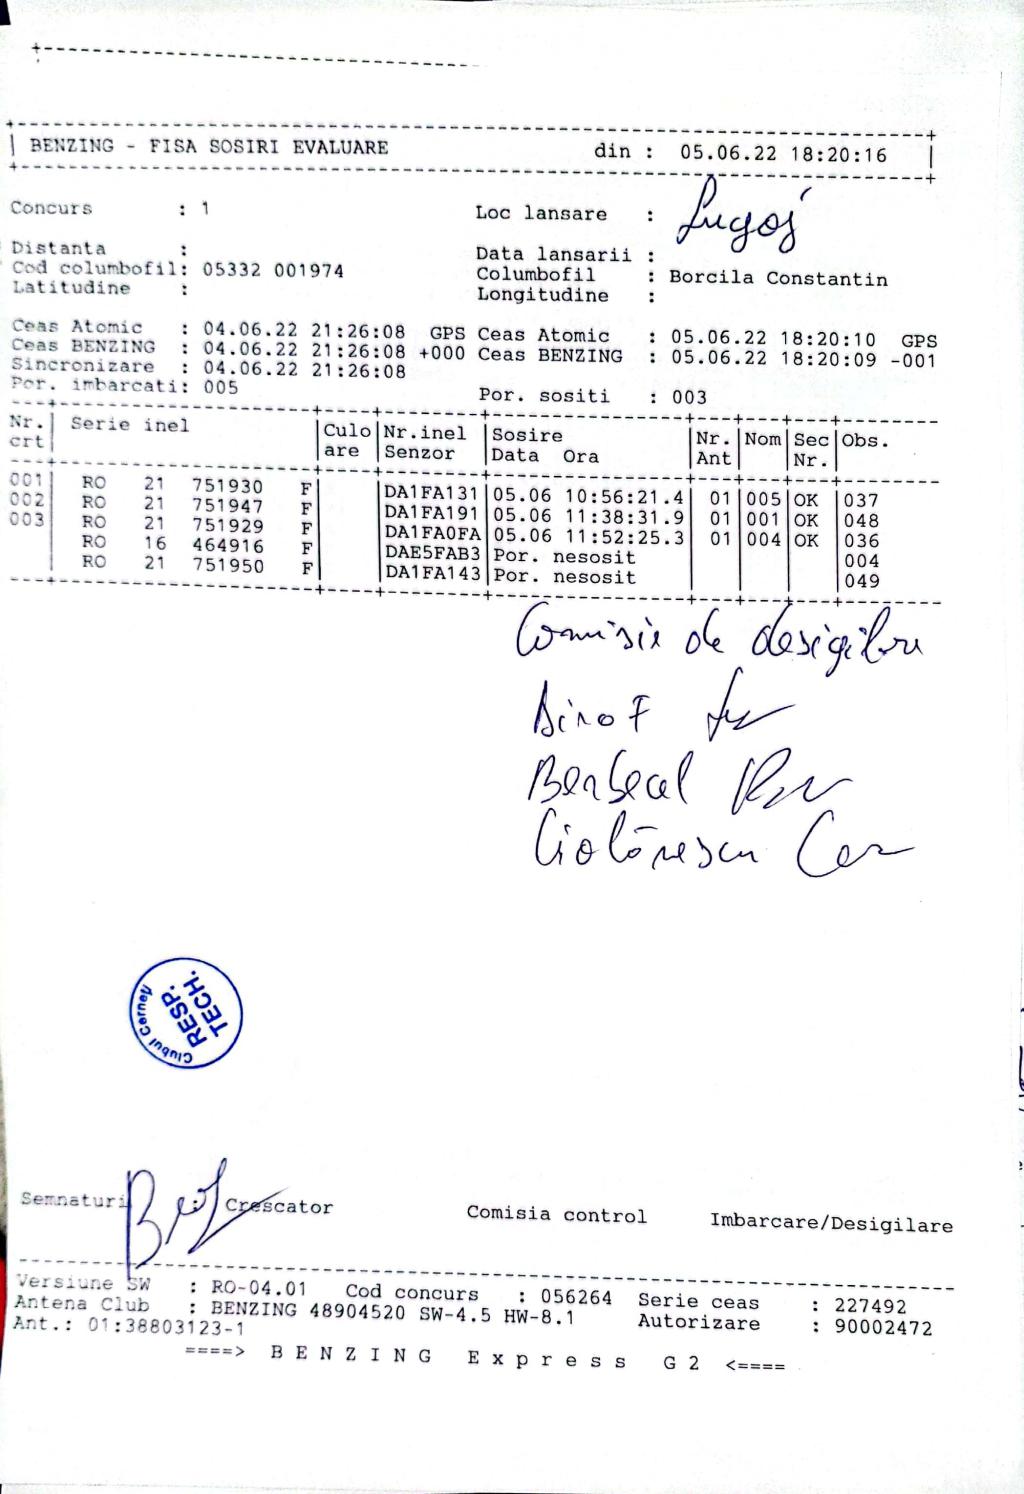 BENZING - FISA SOSIRI EVALUARE din : 05.06.22 18:20:16
Concurs : 1 Loc lansare : Lugoj
Distanta : Data lansarii :
Cod columbofil: 05332 001974 Columbofil : Borcila Constantin
Latitudine : Longitudine :
Ceas Atomic : 04.06.22 21:26:08 GPS Ceas Atomic : 05.06.22 18:20:10 GPS
Ceas BENZING : 04.06.22 21:26:08 +000 Ceas BENZING : 05.06.22 18:20:09 -001
Sincronizare : 04.06.22 21:26:08
Por. imbarcati: 005 Por. sositi : 003
Nr. Serie inel Culo Nr.inel Sosire Nr. Nom Sec Obs.
crt are Senzor Data Ora Ant Nr.
001 RO 21 751930 F DA1FA131 05.06 10:56:21.4 01 005 OK 037
002 RO 21 751947 F DA1FA191 05.06 11:38:31.9 01 001 OK 048
003 RO 21 751929 F DA1FA0FA 05.06 11:52:25.3 01 004 OK 036
RO 16 464916 F DAE5FAB3 Por. nesosit 004
RO 21 751950 F DA1FA143 Por. nesosit 049
Comisie de desigilare
Berbecel
Ciolănescu
Clubul Cerneți
RESP.
TECH.
Semnaturi Crescator Comisia control Imbarcare/Desigilare
Versiune SW : RO-04.01 Cod concurs : 056264 Serie ceas : 227492
Antena Club : BENZING 48904520 SW-4.5 HW-8.1 Autorizare : 90002472
Ant.: 01:38803123-1
====> BENZING Express G2 <====